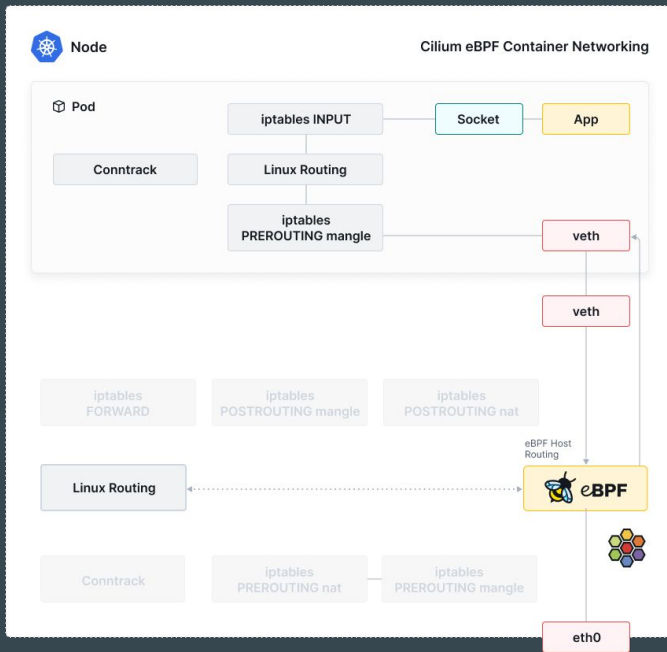 Node
Cilium eBPF Container Networking
Pod
iptables INPUT
Socket
App
Conntrack
Linux Routing
iptables
PREROUTING mangle
veth
veth
iptables
FORWARD
iptables
POSTROUTING mangle
iptables
POSTROUTING nat
eBPF Host
Routing
Linux Routing
eBPF
Conntrack
iptables
PREROUTING nat
iptables
PREROUTING mangle
eth0